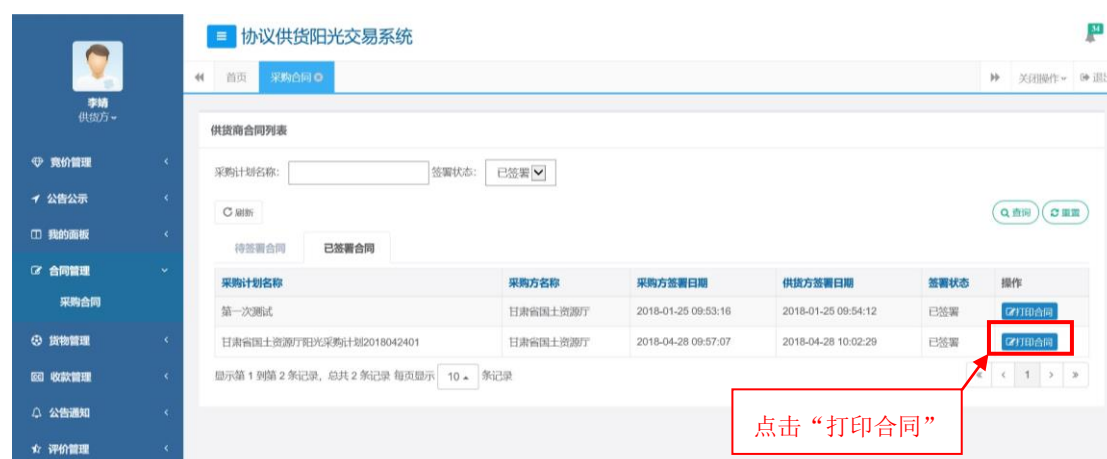 协议供货阳光交易系统
34
首页 采购合同 关闭操作
李婧
供货方
供货商合同列表
竞价管理
采购计划名称: 签署状态: 已签署
公告公示
刷新 查询 重置
我的面板
待签署合同 已签署合同
合同管理
采购计划名称 采购方名称 采购方签署日期 供货方签署日期 签署状态 操作
采购合同
第一次测试 甘肃省国土资源厅 2018-01-25 09:53:16 2018-01-25 09:54:12 已签署 打印合同
货物管理
甘肃省国土资源厅阳光采购计划2018042401 甘肃省国土资源厅 2018-04-28 09:57:07 2018-04-28 10:02:29 已签署 打印合同
收款管理
显示第 1 到第 2 条记录，总共 2 条记录 每页显示 10 条记录 « ‹ 1 › »
公告通知
点击“打印合同”
评价管理